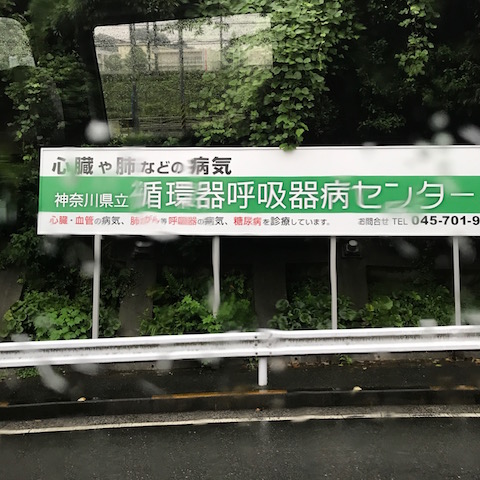 心臓や肺などの病気
神奈川県立 循環器呼吸器病センター
心臓・血管の病気、肺がん等呼吸器の病気、糖尿病を診療しています。 お問合せ TEL 045-701-9